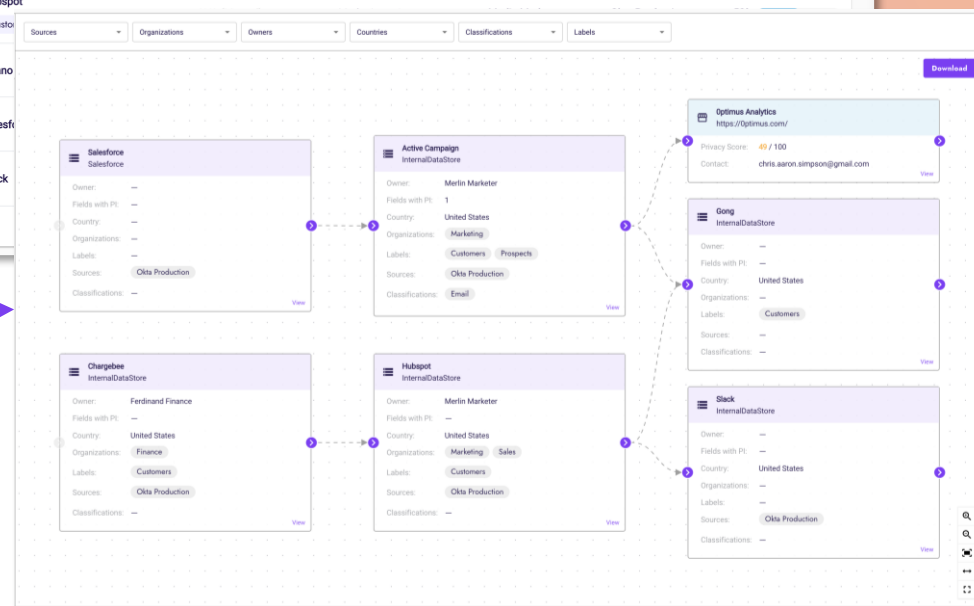 Sources
Organizations
Owners
Countries
Classifications
Labels
Download
Salesforce
Salesforce
Owner: —
Fields with PI: —
Country: —
Organizations: —
Labels: —
Sources: Okta Production
Classifications: —
View
Active Campaign
InternalDataStore
Owner: Merlin Marketer
Fields with PI: 1
Country: United States
Organizations: Marketing
Labels: Customers Prospects
Sources: Okta Production
Classifications: Email
View
0ptimus Analytics
https://0ptimus.com/
Privacy Score: 49 / 100
Contact: chris.aaron.simpson@gmail.com
View
Gong
InternalDataStore
Owner: —
Fields with PI: —
Country: United States
Organizations: —
Labels: Customers
Sources: —
Classifications: —
View
Chargebee
InternalDataStore
Owner: Ferdinand Finance
Fields with PI: —
Country: United States
Organizations: Finance
Labels: Customers
Sources: Okta Production
Classifications: —
View
Hubspot
InternalDataStore
Owner: Merlin Marketer
Fields with PI: —
Country: United States
Organizations: Marketing Sales
Labels: Customers
Sources: Okta Production
Classifications: —
View
Slack
InternalDataStore
Owner: —
Fields with PI: —
Country: United States
Organizations: —
Labels: —
Sources: Okta Production
Classifications: —
View